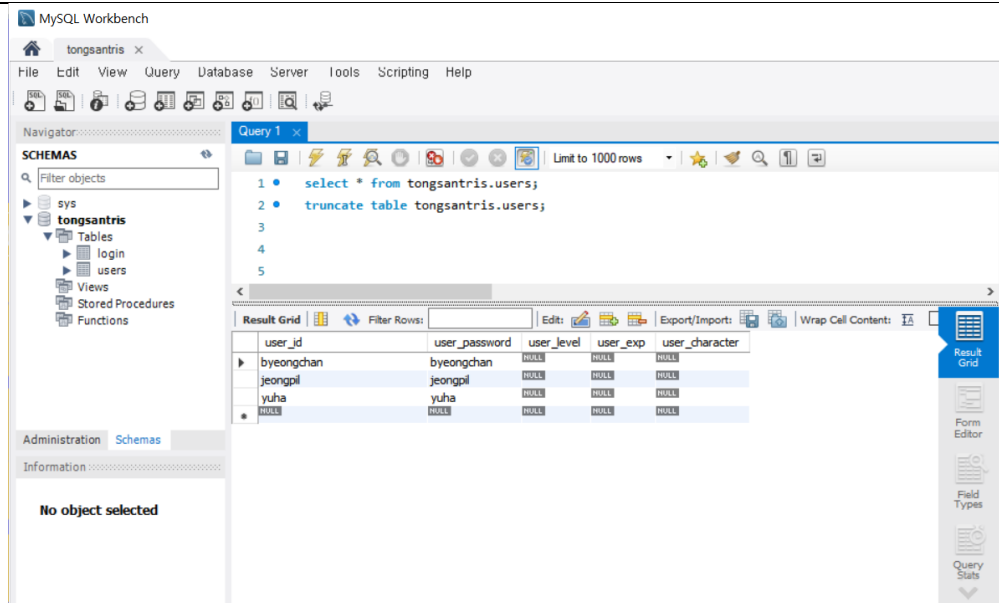 MySQL Workbench
tongsantris
File Edit View Query Database Server Tools Scripting Help
Navigator
SCHEMAS
Filter objects
sys
tongsantris
Tables
login
users
Views
Stored Procedures
Functions
Administration Schemas
Information
No object selected
Query 1
Limit to 1000 rows
1 select * from tongsantris.users;
2 truncate table tongsantris.users;
3
4
5
Result Grid Filter Rows: Edit: Export/Import: Wrap Cell Content:
user_id user_password user_level user_exp user_character
byeongchan byeongchan NULL NULL NULL
jeongpil jeongpil NULL NULL NULL
yuha yuha NULL NULL NULL
NULL NULL NULL NULL NULL
Result
Grid
Form
Editor
Field
Types
Query
Stats